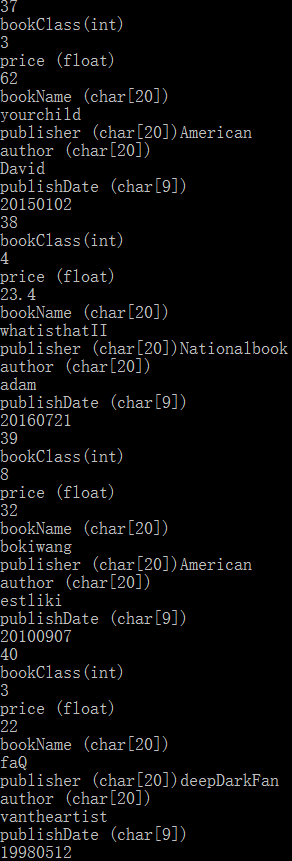 37
bookClass(int)
3
price (float)
62
bookName (char[20])
yourchild
publisher (char[20])American
author (char[20])
David
publishDate (char[9])
20150102
38
bookClass(int)
4
price (float)
23.4
bookName (char[20])
whatisthatII
publisher (char[20])Nationalbook
author (char[20])
adam
publishDate (char[9])
20160721
39
bookClass(int)
8
price (float)
32
bookName (char[20])
bokiwang
publisher (char[20])American
author (char[20])
estliki
publishDate (char[9])
20100907
40
bookClass(int)
3
price (float)
22
bookName (char[20])
faQ
publisher (char[20])deepDarkFan
author (char[20])
vantheartist
publishDate (char[9])
19980512